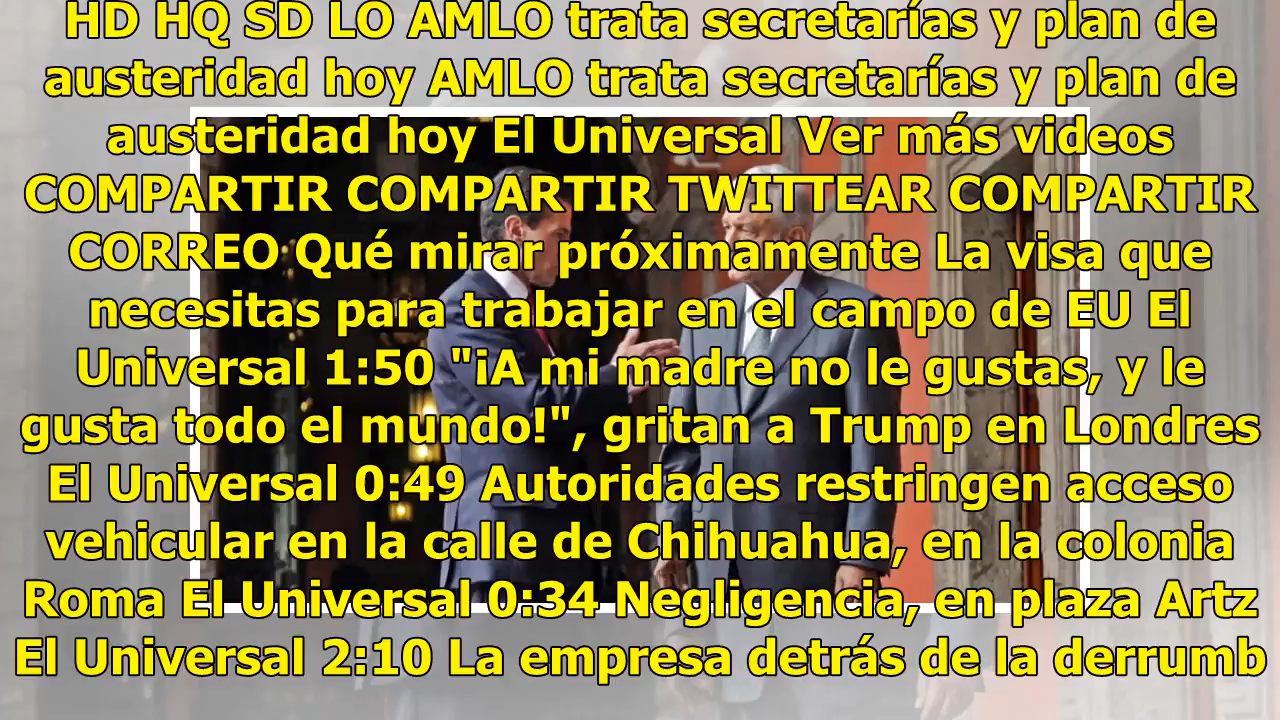 HD HQ SD LO AMLO trata secretarías y plan de
austeridad hoy AMLO trata secretarías y plan de
austeridad hoy El Universal Ver más videos
COMPARTIR COMPARTIR TWITTEAR COMPARTIR
CORREO Qué mirar próximamente La visa que
necesitas para trabajar en el campo de EU El
Universal 1:50 "¡A mi madre no le gustas, y le
gusta todo el mundo!", gritan a Trump en Londres
El Universal 0:49 Autoridades restringen acceso
vehicular en la calle de Chihuahua, en la colonia
Roma El Universal 0:34 Negligencia, en plaza Artz
El Universal 2:10 La empresa detrás de la derrumb